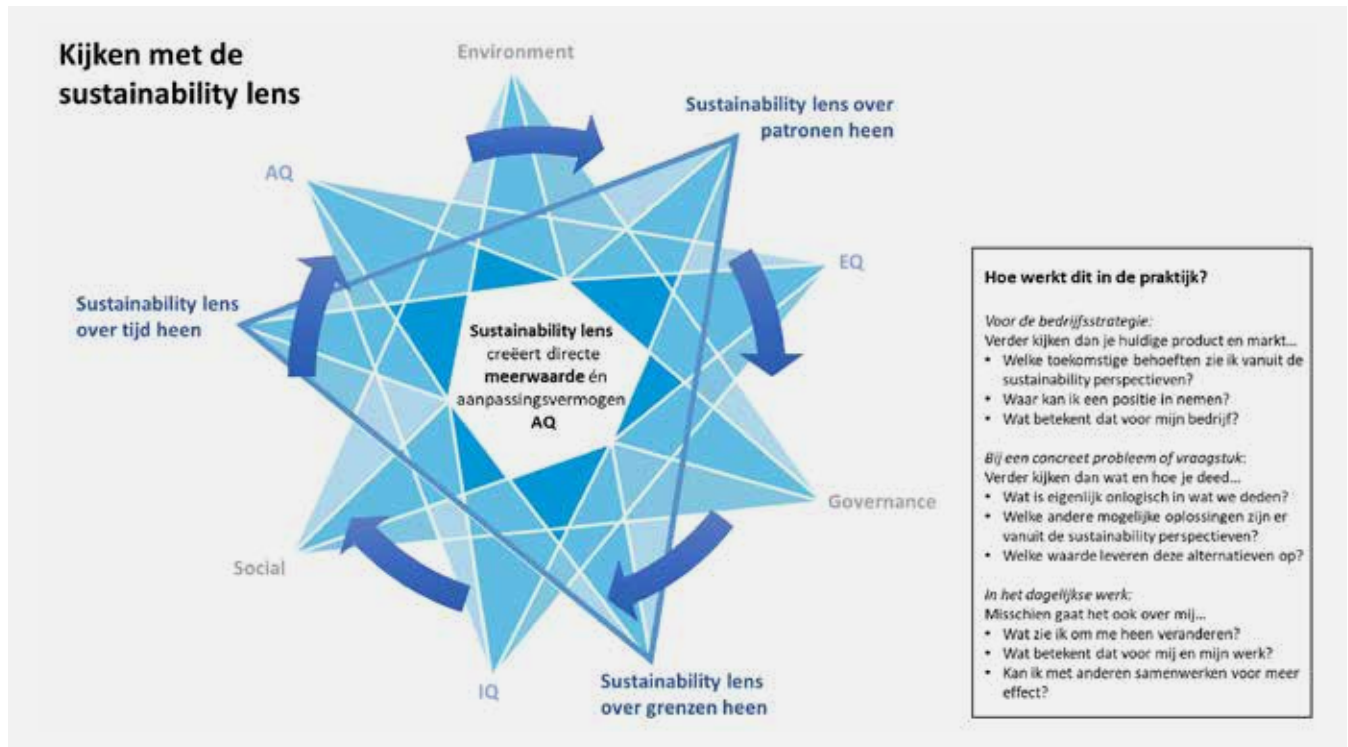 Kijken met de
sustainability lens
Environment
Sustainability lens over
patronen heen
AQ
EQ
Sustainability lens
over tijd heen
Sustainability lens
creëert directe
meerwaarde én
aanpassingsvermogen
AQ
Governance
Social
IQ
Sustainability lens
over grenzen heen
Hoe werkt dit in de praktijk?
Voor de bedrijfsstrategie:
Verder kijken dan je huidige product en markt...
• Welke toekomstige behoeften zie ik vanuit de
sustainability perspectieven?
• Waar kan ik een positie in nemen?
• Wat betekent dat voor mijn bedrijf?
Bij een concreet probleem of vraagstuk:
Verder kijken dan wat en hoe je deed...
• Wat is eigenlijk onlogisch in wat we deden?
• Welke andere mogelijke oplossingen zijn er
vanuit de sustainability perspectieven?
• Welke waarde leveren deze alternatieven op?
In het dagelijkse werk:
Misschien gaat het ook over mij...
• Wat zie ik om me heen veranderen?
• Wat betekent dat voor mij en mijn werk?
• Kan ik met anderen samenwerken voor meer
effect?